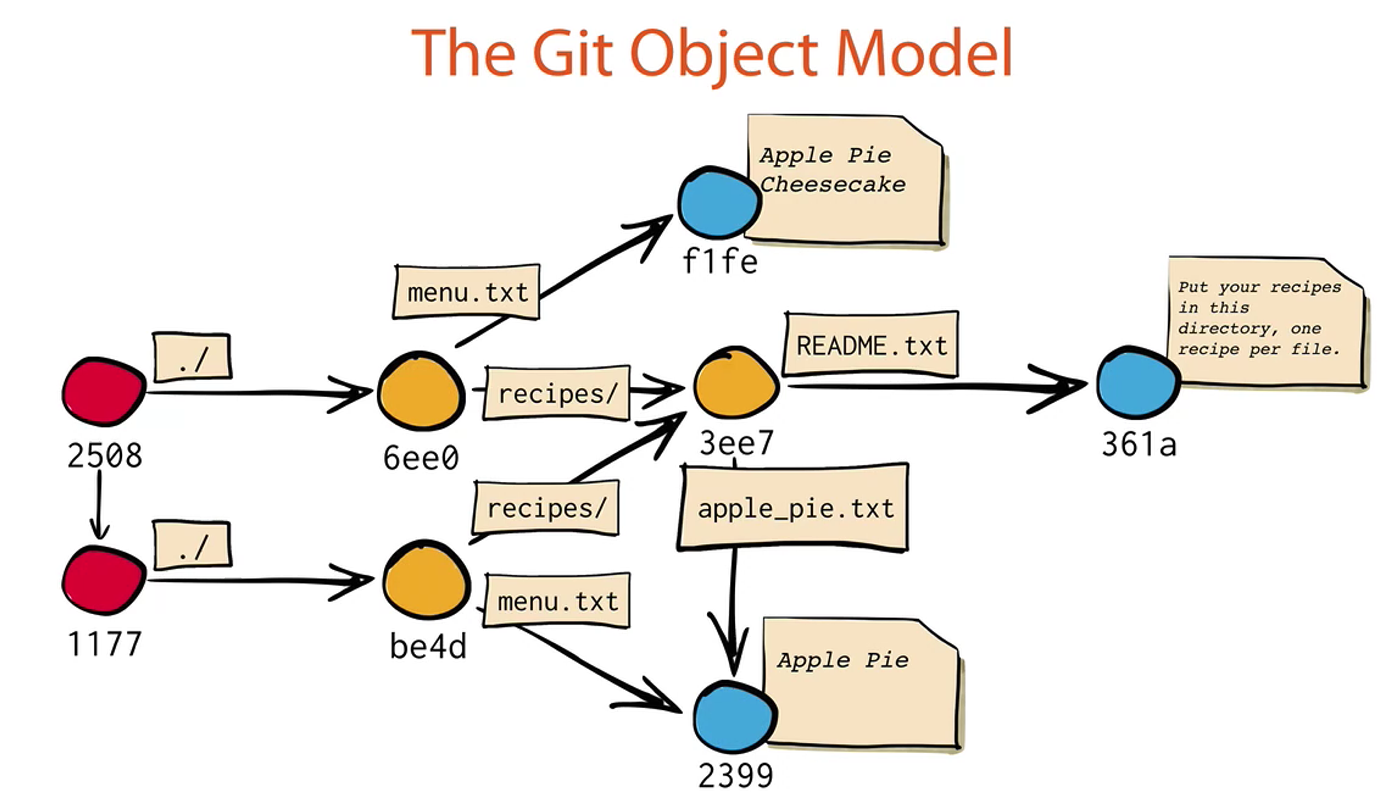 The Git Object Model
Apple Pie
Cheesecake
f1fe
menu.txt
./
recipes/
README.txt
Put your recipes
in this
directory, one
recipe per file.
2508
6ee0
3ee7
361a
recipes/
apple_pie.txt
./
menu.txt
1177
be4d
Apple Pie
2399